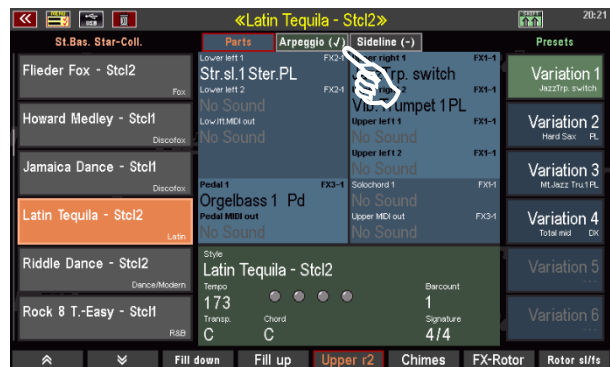 MENU
USB
«Latin Tequila - Stcl2»
SHIFT
20:21
St.Bas. Star-Coll.
Parts
Arpeggio (√)
Sideline (-)
Presets
Flieder Fox - Stcl2
Fox
Howard Medley - Stcl1
Discofox
Jamaica Dance - Stcl1
Discofox
Latin Tequila - Stcl2
Latin
Riddle Dance - Stcl2
Dance/Modern
Rock 8 T.-Easy - Stcl1
R&B
Lower left 1
FX2-1
Str.sl.1 Ster.PL
Lower left 2
FX2-1
No Sound
Low.lft.MIDI out
No Sound
Pedal 1
FX3-1
Orgelbass 1 Pd
Pedal MIDI out
No Sound
right 1
FX1-1
Trp. switch
FX1-1
Vib.Trumpet 1 PL
Upper left 1
FX1-1
No Sound
Upper left 2
FX1-1
No Sound
Solochord 1
FX1-1
No Sound
Upper MIDI out
FX3-1
No Sound
Style
Latin Tequila - Stcl2
Tempo
173
Barcount
1
Transp.
C
Chord
C
Signature
4/4
Variation 1
JazzTrp. switch
Variation 2
Hard Sax PL
Variation 3
Mt.Jazz Tru.1 PL
Variation 4
Total mid DK
Variation 5
---
Variation 6
---
Fill down
Fill up
Upper r2
Chimes
FX-Rotor
Rotor sl/fs